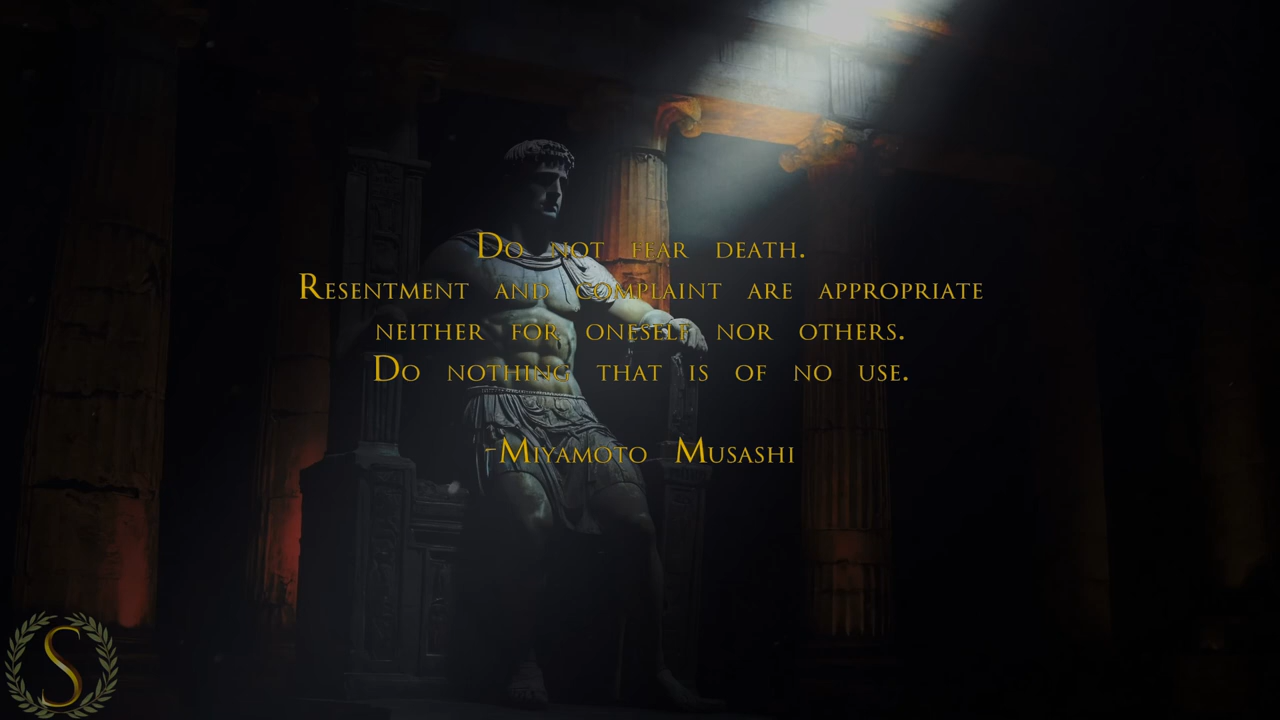 Do not fear death.
Resentment and complaint are appropriate
neither for oneself nor others.
Do nothing that is of no use.
-Miyamoto Musashi
S